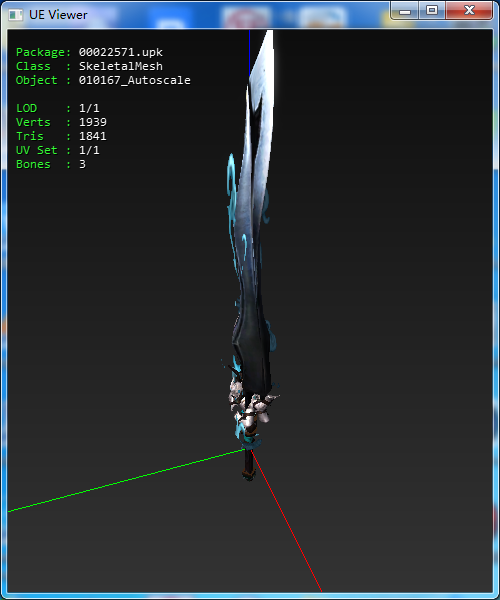 UE Viewer
Package: 00022571.upk
Class : SkeletalMesh
Object : 010167_Autoscale
LOD : 1/1
Verts : 1939
Tris : 1841
UV Set : 1/1
Bones : 3